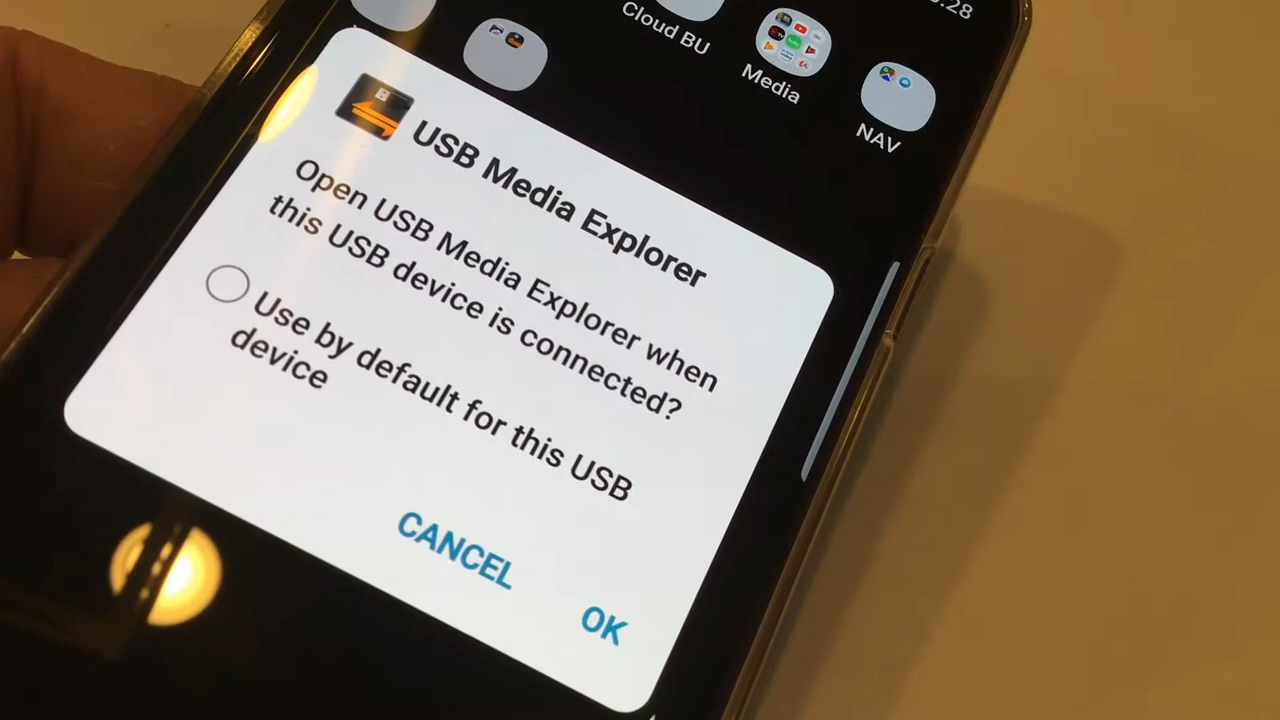 :28
Cloud BU
Media
NAV
USB Media Explorer
Open USB Media Explorer when
this USB device is connected?
Use by default for this USB
device
CANCEL
OK